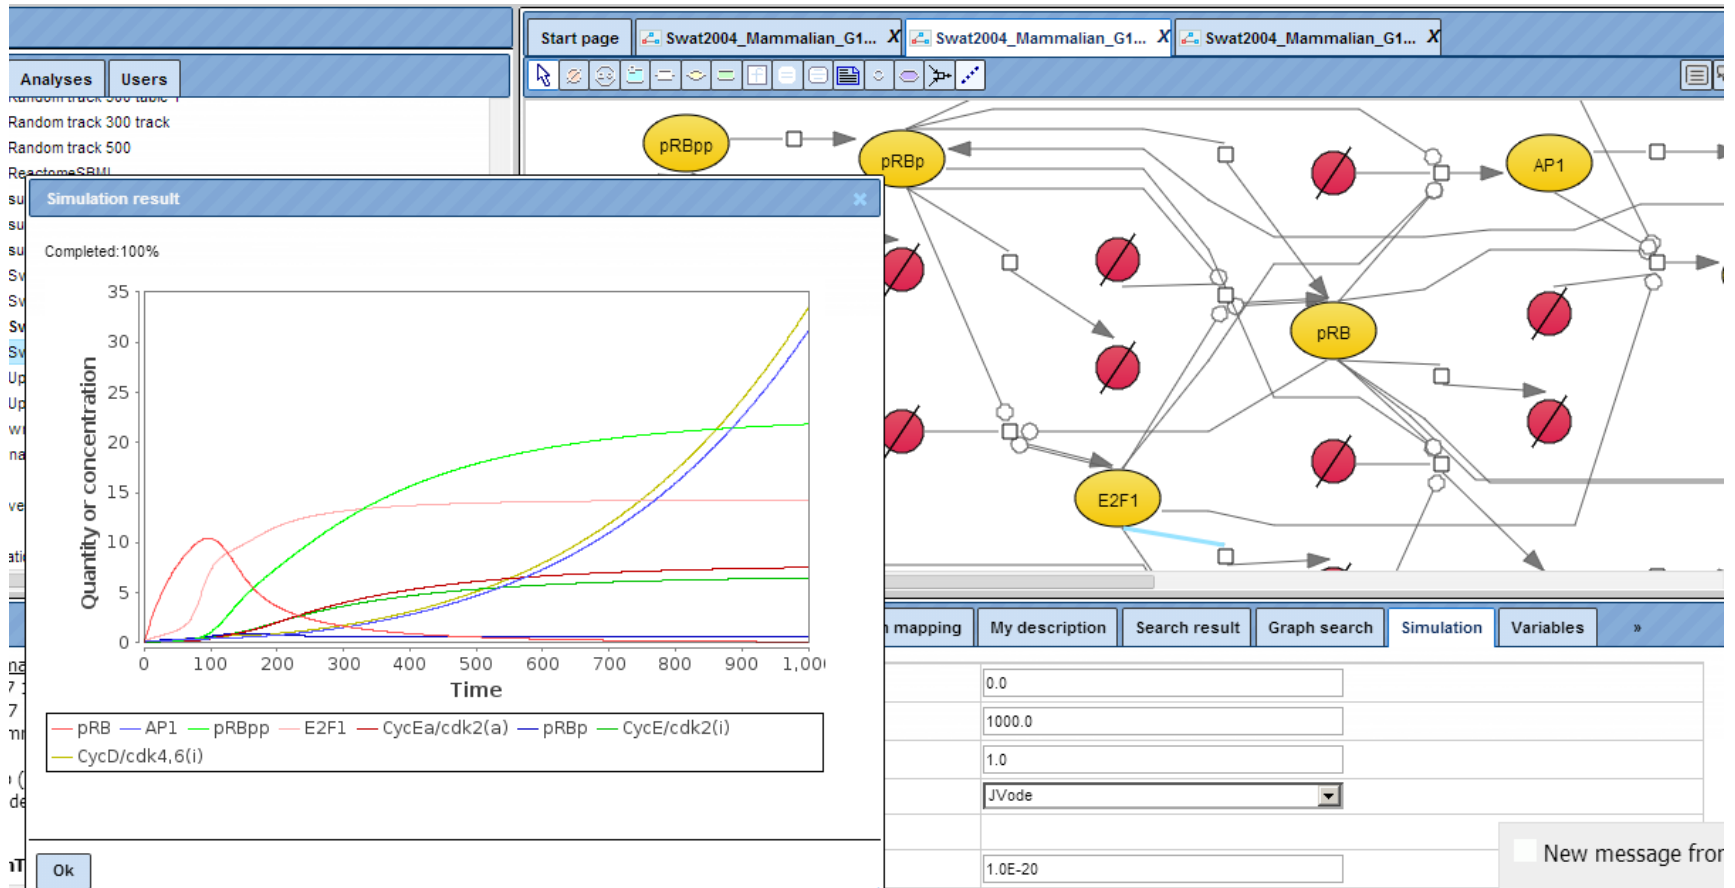 Start page
Swat2004_Mammalian_G1... X
Swat2004_Mammalian_G1... X
Swat2004_Mammalian_G1... X
Analyses Users
Random track 300 track
Random track 500
ReactomeSBML
pRBpp
pRBp
AP1
pRB
E2F1
Simulation result
Completed:100%
35
30
25
20
15
10
5
0
Quantity or concentration
0 100 200 300 400 500 600 700 800 900 1,00
Time
pRB AP1 pRBpp E2F1 CycEa/cdk2(a) pRBp CycE/cdk2(i)
CycD/cdk4,6(i)
Ok
mapping My description Search result Graph search Simulation Variables »
0.0
1000.0
1.0
JVode
1.0E-20
New message from